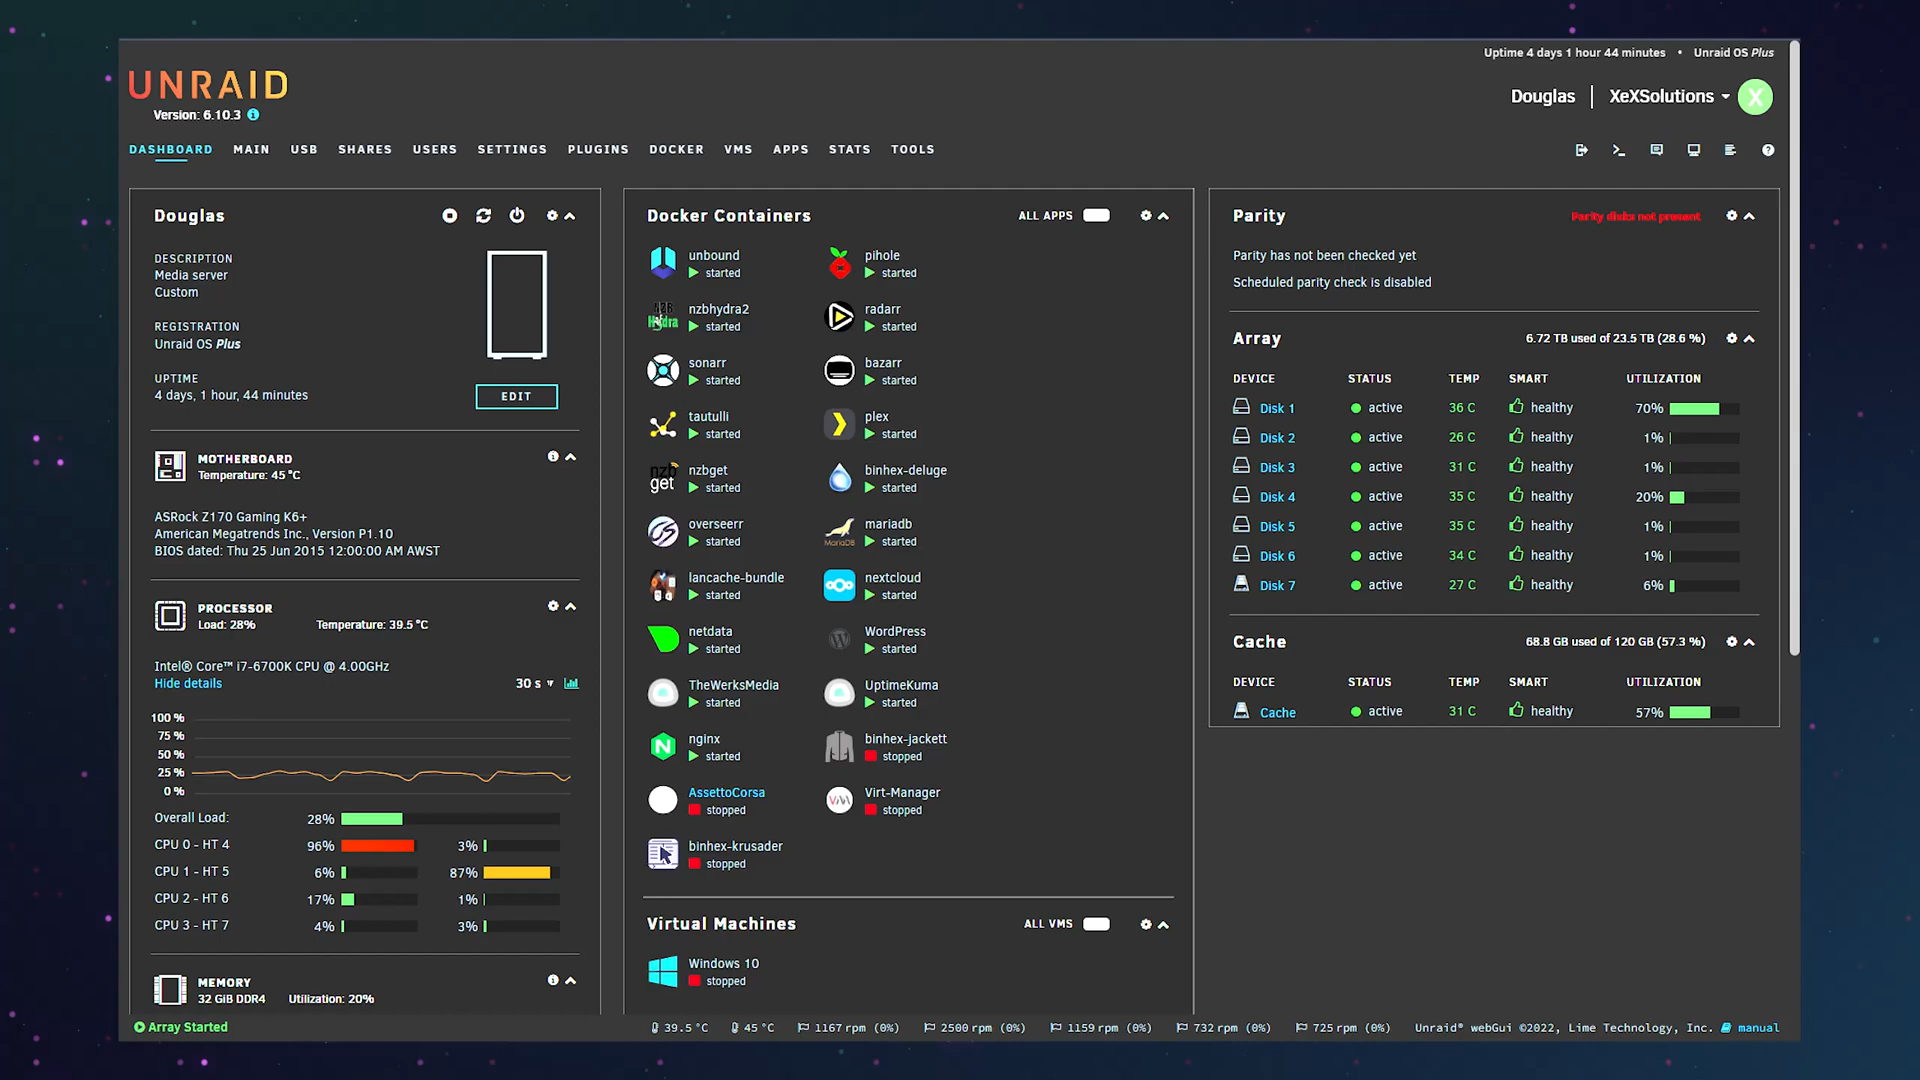 Uptime 4 days 1 hour 44 minutes • Unraid OS Plus
UNRAID
Version: 6.10.3
Douglas | XeXSolutions
X
DASHBOARD MAIN USB SHARES USERS SETTINGS PLUGINS DOCKER VMS APPS STATS TOOLS
Douglas
DESCRIPTION
Media server
Custom
REGISTRATION
Unraid OS Plus
UPTIME
4 days, 1 hour, 44 minutes
EDIT
MOTHERBOARD
Temperature: 45 °C
ASRock Z170 Gaming K6+
American Megatrends Inc., Version P1.10
BIOS dated: Thu 25 Jun 2015 12:00:00 AM AWST
PROCESSOR
Load: 28% Temperature: 39.5 °C
Intel® Core™ i7-6700K CPU @ 4.00GHz
Hide details 30 s
100 %
75 %
50 %
25 %
0 %
Overall Load: 28%
CPU 0 - HT 4 96% 3%
CPU 1 - HT 5 6% 87%
CPU 2 - HT 6 17% 1%
CPU 3 - HT 7 4% 3%
MEMORY
32 GiB DDR4 Utilization: 20%
Docker Containers ALL APPS
unbound pihole
started started
NZB
Hydra
nzbhydra2 radarr
started started
sonarr bazarr
started started
tautulli plex
started started
nzb
get
nzbget binhex-deluge
started started
overseerr mariadb
started started
MariaDB
lancache-bundle nextcloud
started started
netdata WordPress
started started
TheWerksMedia UptimeKuma
started started
N
nginx binhex-jackett
started stopped
AssettoCorsa Virt-Manager
stopped stopped
binhex-krusader
stopped
Virtual Machines ALL VMS
Windows 10
stopped
Parity Parity disks not present
Parity has not been checked yet
Scheduled parity check is disabled
Array 6.72 TB used of 23.5 TB (28.6 %)
DEVICE STATUS TEMP SMART UTILIZATION
Disk 1 active 36 C healthy 70%
Disk 2 active 26 C healthy 1%
Disk 3 active 31 C healthy 1%
Disk 4 active 35 C healthy 20%
Disk 5 active 35 C healthy 1%
Disk 6 active 34 C healthy 1%
Disk 7 active 27 C healthy 6%
Cache 68.8 GB used of 120 GB (57.3 %)
DEVICE STATUS TEMP SMART UTILIZATION
Cache active 31 C healthy 57%
Array Started 39.5 °C 45 °C 1167 rpm (0%) 2500 rpm (0%) 1159 rpm (0%) 732 rpm (0%) 725 rpm (0%) Unraid® webGui ©2022, Lime Technology, Inc. manual